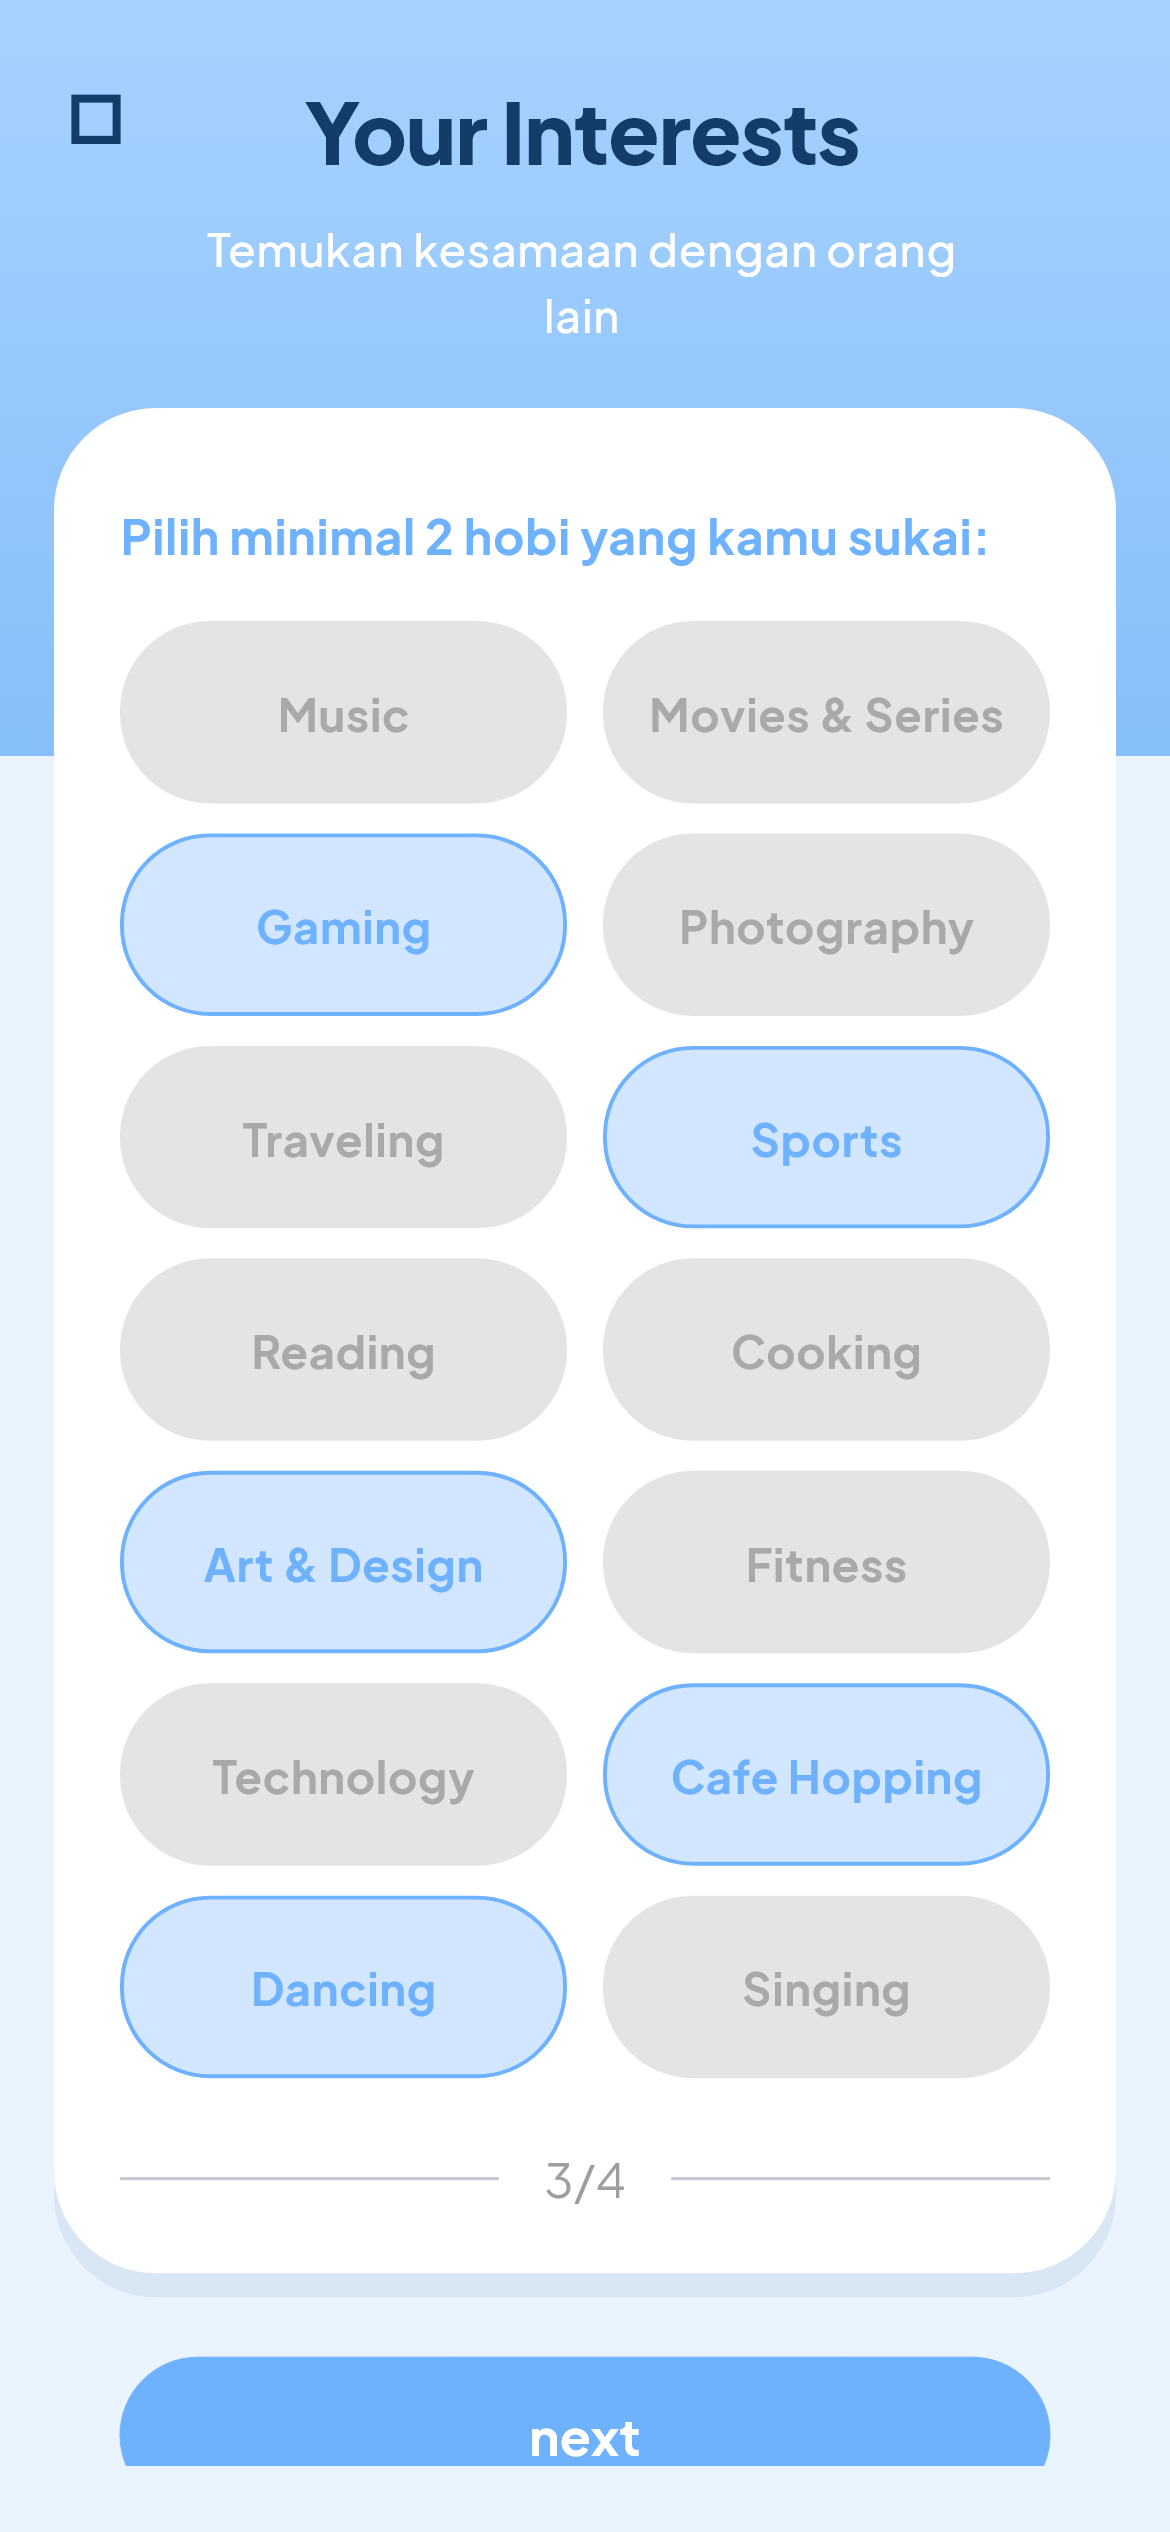 Your Interests
Temukan kesamaan dengan orang
lain
Pilih minimal 2 hobi yang kamu sukai:
Music
Movies & Series
Gaming
Photography
Traveling
Sports
Reading
Cooking
Art & Design
Fitness
Technology
Cafe Hopping
Dancing
Singing
3/4
next